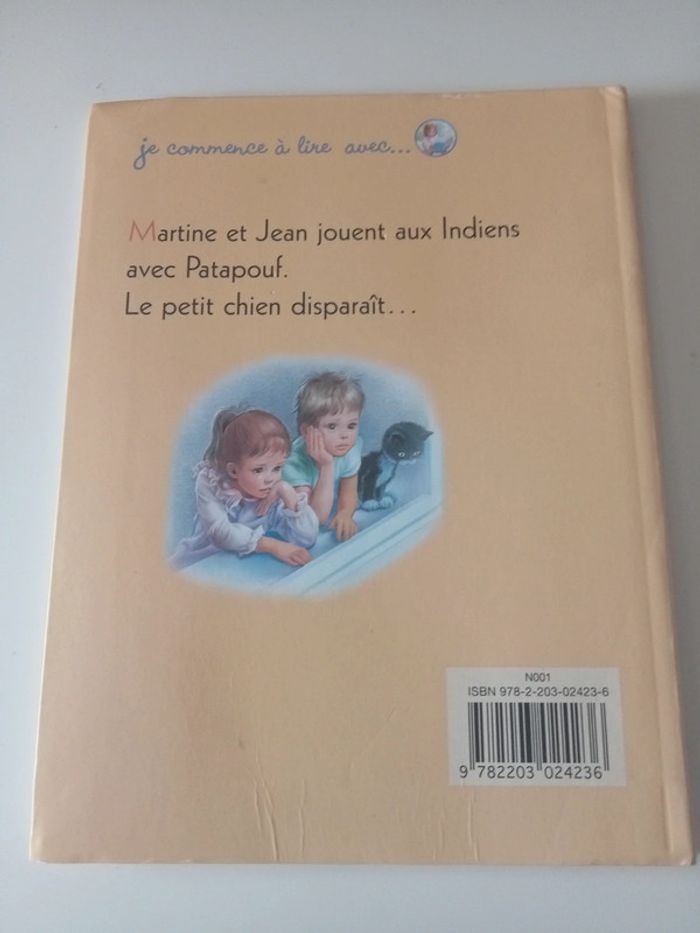 je commence à lire avec...
Martine et Jean jouent aux Indiens
avec Patapouf.
Le petit chien disparaît...
N001
ISBN 978-2-203-02423-6
9 782203 024236